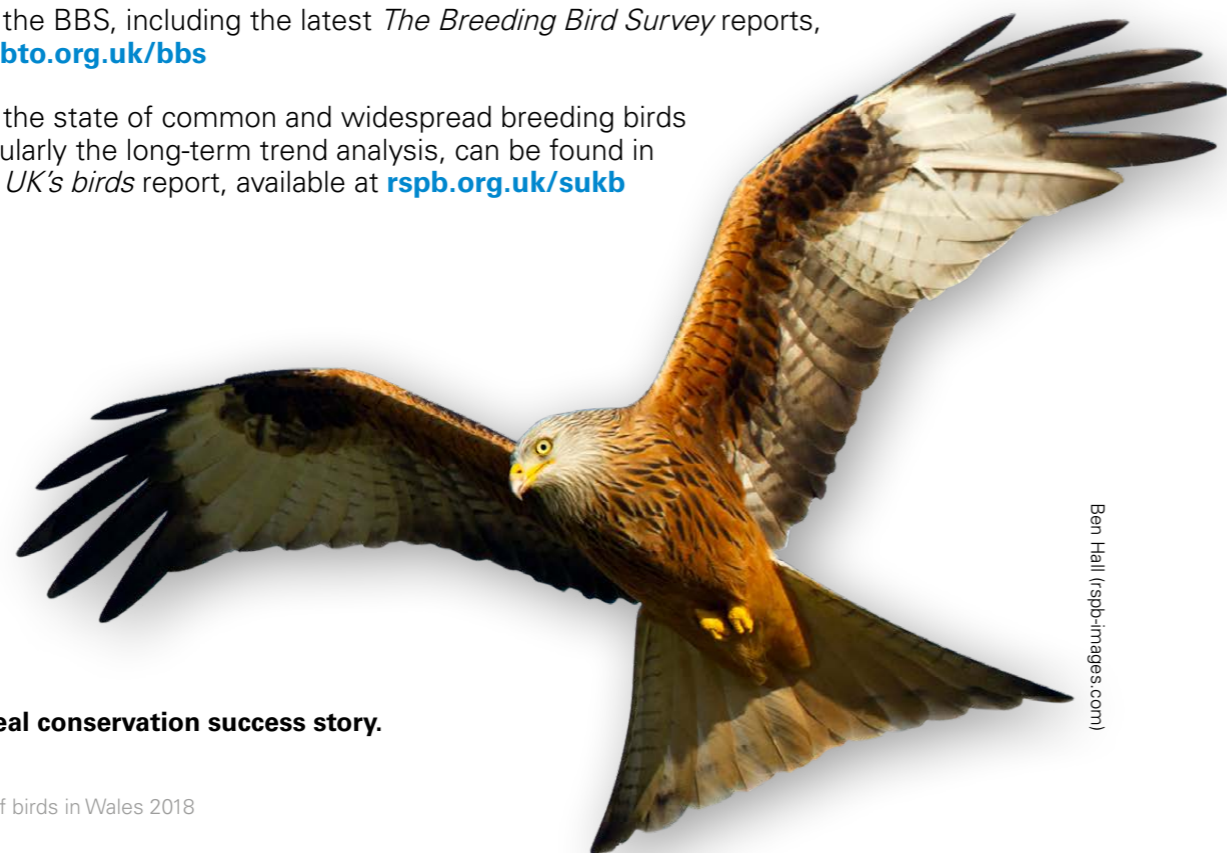 the BBS, including the latest The Breeding Bird Survey reports,
bto.org.uk/bbs
the state of common and widespread breeding birds
ularly the long-term trend analysis, can be found in
UK's birds report, available at rspb.org.uk/sukb
Ben Hall (rspb-images.com)
eal conservation success story.
f birds in Wales 2018